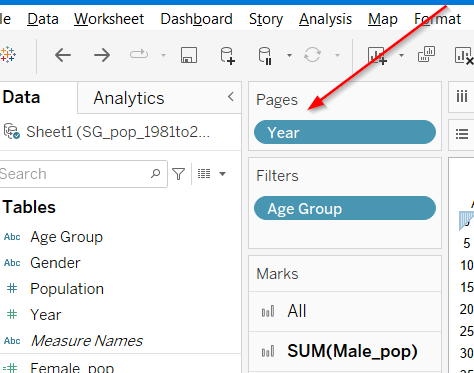 le Data Worksheet Dashboard Story Analysis Map Format
Data Analytics
Sheet1 (SG_pop_1981to2...
Search
Tables
Abc Age Group
Abc Gender
# Population
# Year
Abc Measure Names
=# Female_pop
Pages
Year
Filters
Age Group
Marks
All
SUM(Male_pop)
5
10
15
20
25
30
35